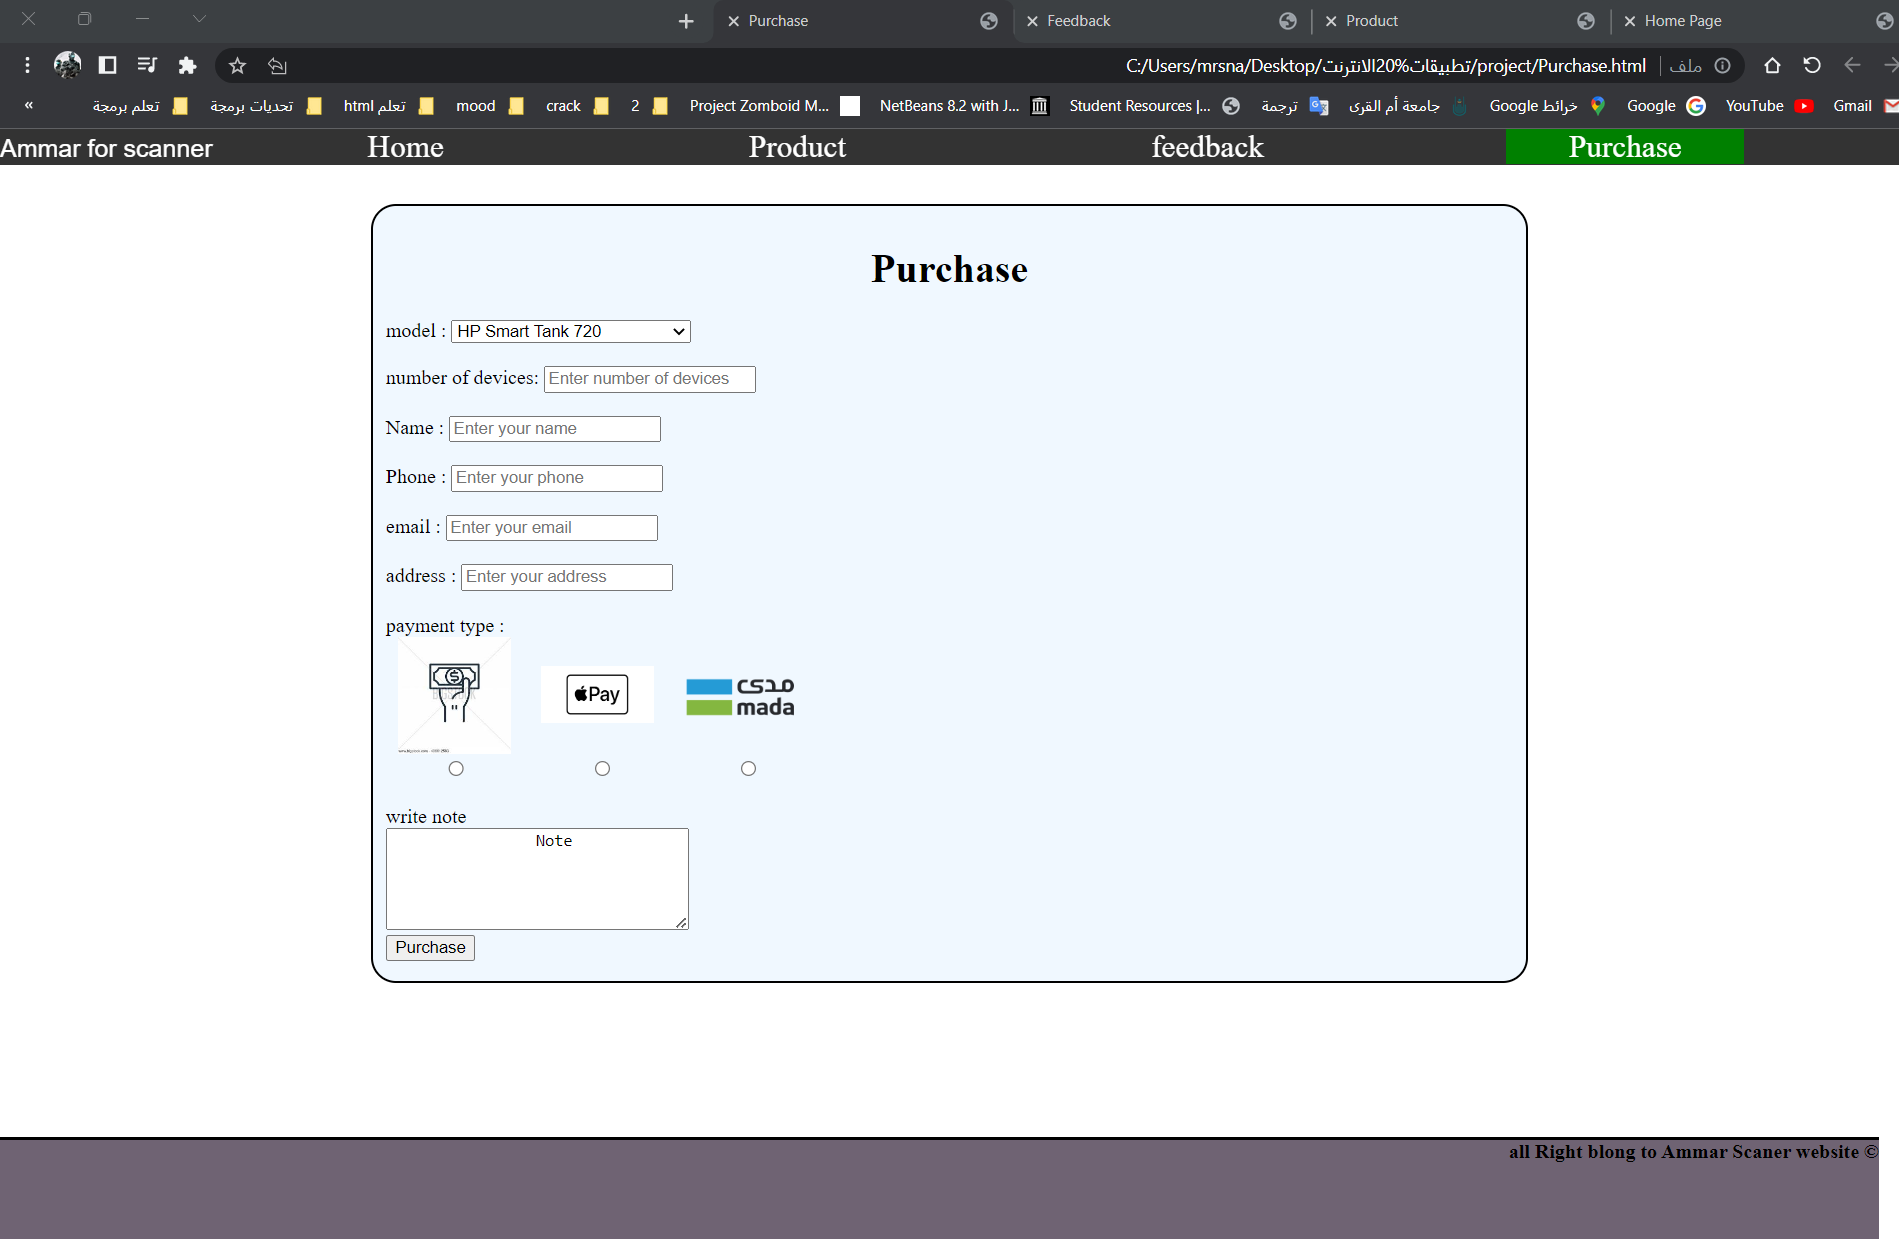 Purchase
Feedback
Product
Home Page
C:/Users/mrsna/Desktop/تطبيقات%20الانترنت/project/Purchase.html
ملف
«
تعلم برمجة
تحديات برمجة
تعلم html
mood
crack
2
Project Zomboid M...
NetBeans 8.2 with J...
Student Resources |...
ترجمة
جامعة أم القرى
خرائط Google
Google
YouTube
Gmail
Ammar for scanner
Home
Product
feedback
Purchase
Purchase
model : HP Smart Tank 720
number of devices: Enter number of devices
Name : Enter your name
Phone : Enter your phone
email : Enter your email
address : Enter your address
payment type :
Pay
مدى
mada
write note
Note
Purchase
all Right blong to Ammar Scaner website ©